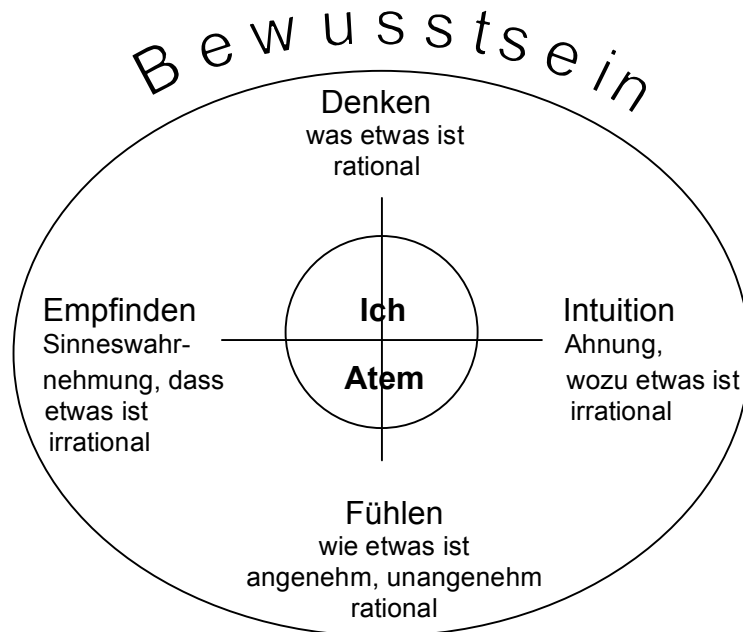 Bewusstsein
Denken
was etwas ist
rational
Empfinden
Sinneswahr-
nehmung, dass
etwas ist
irrational
Ich
Atem
Intuition
Ahnung,
wozu etwas ist
irrational
Fühlen
wie etwas ist
angenehm, unangenehm
rational